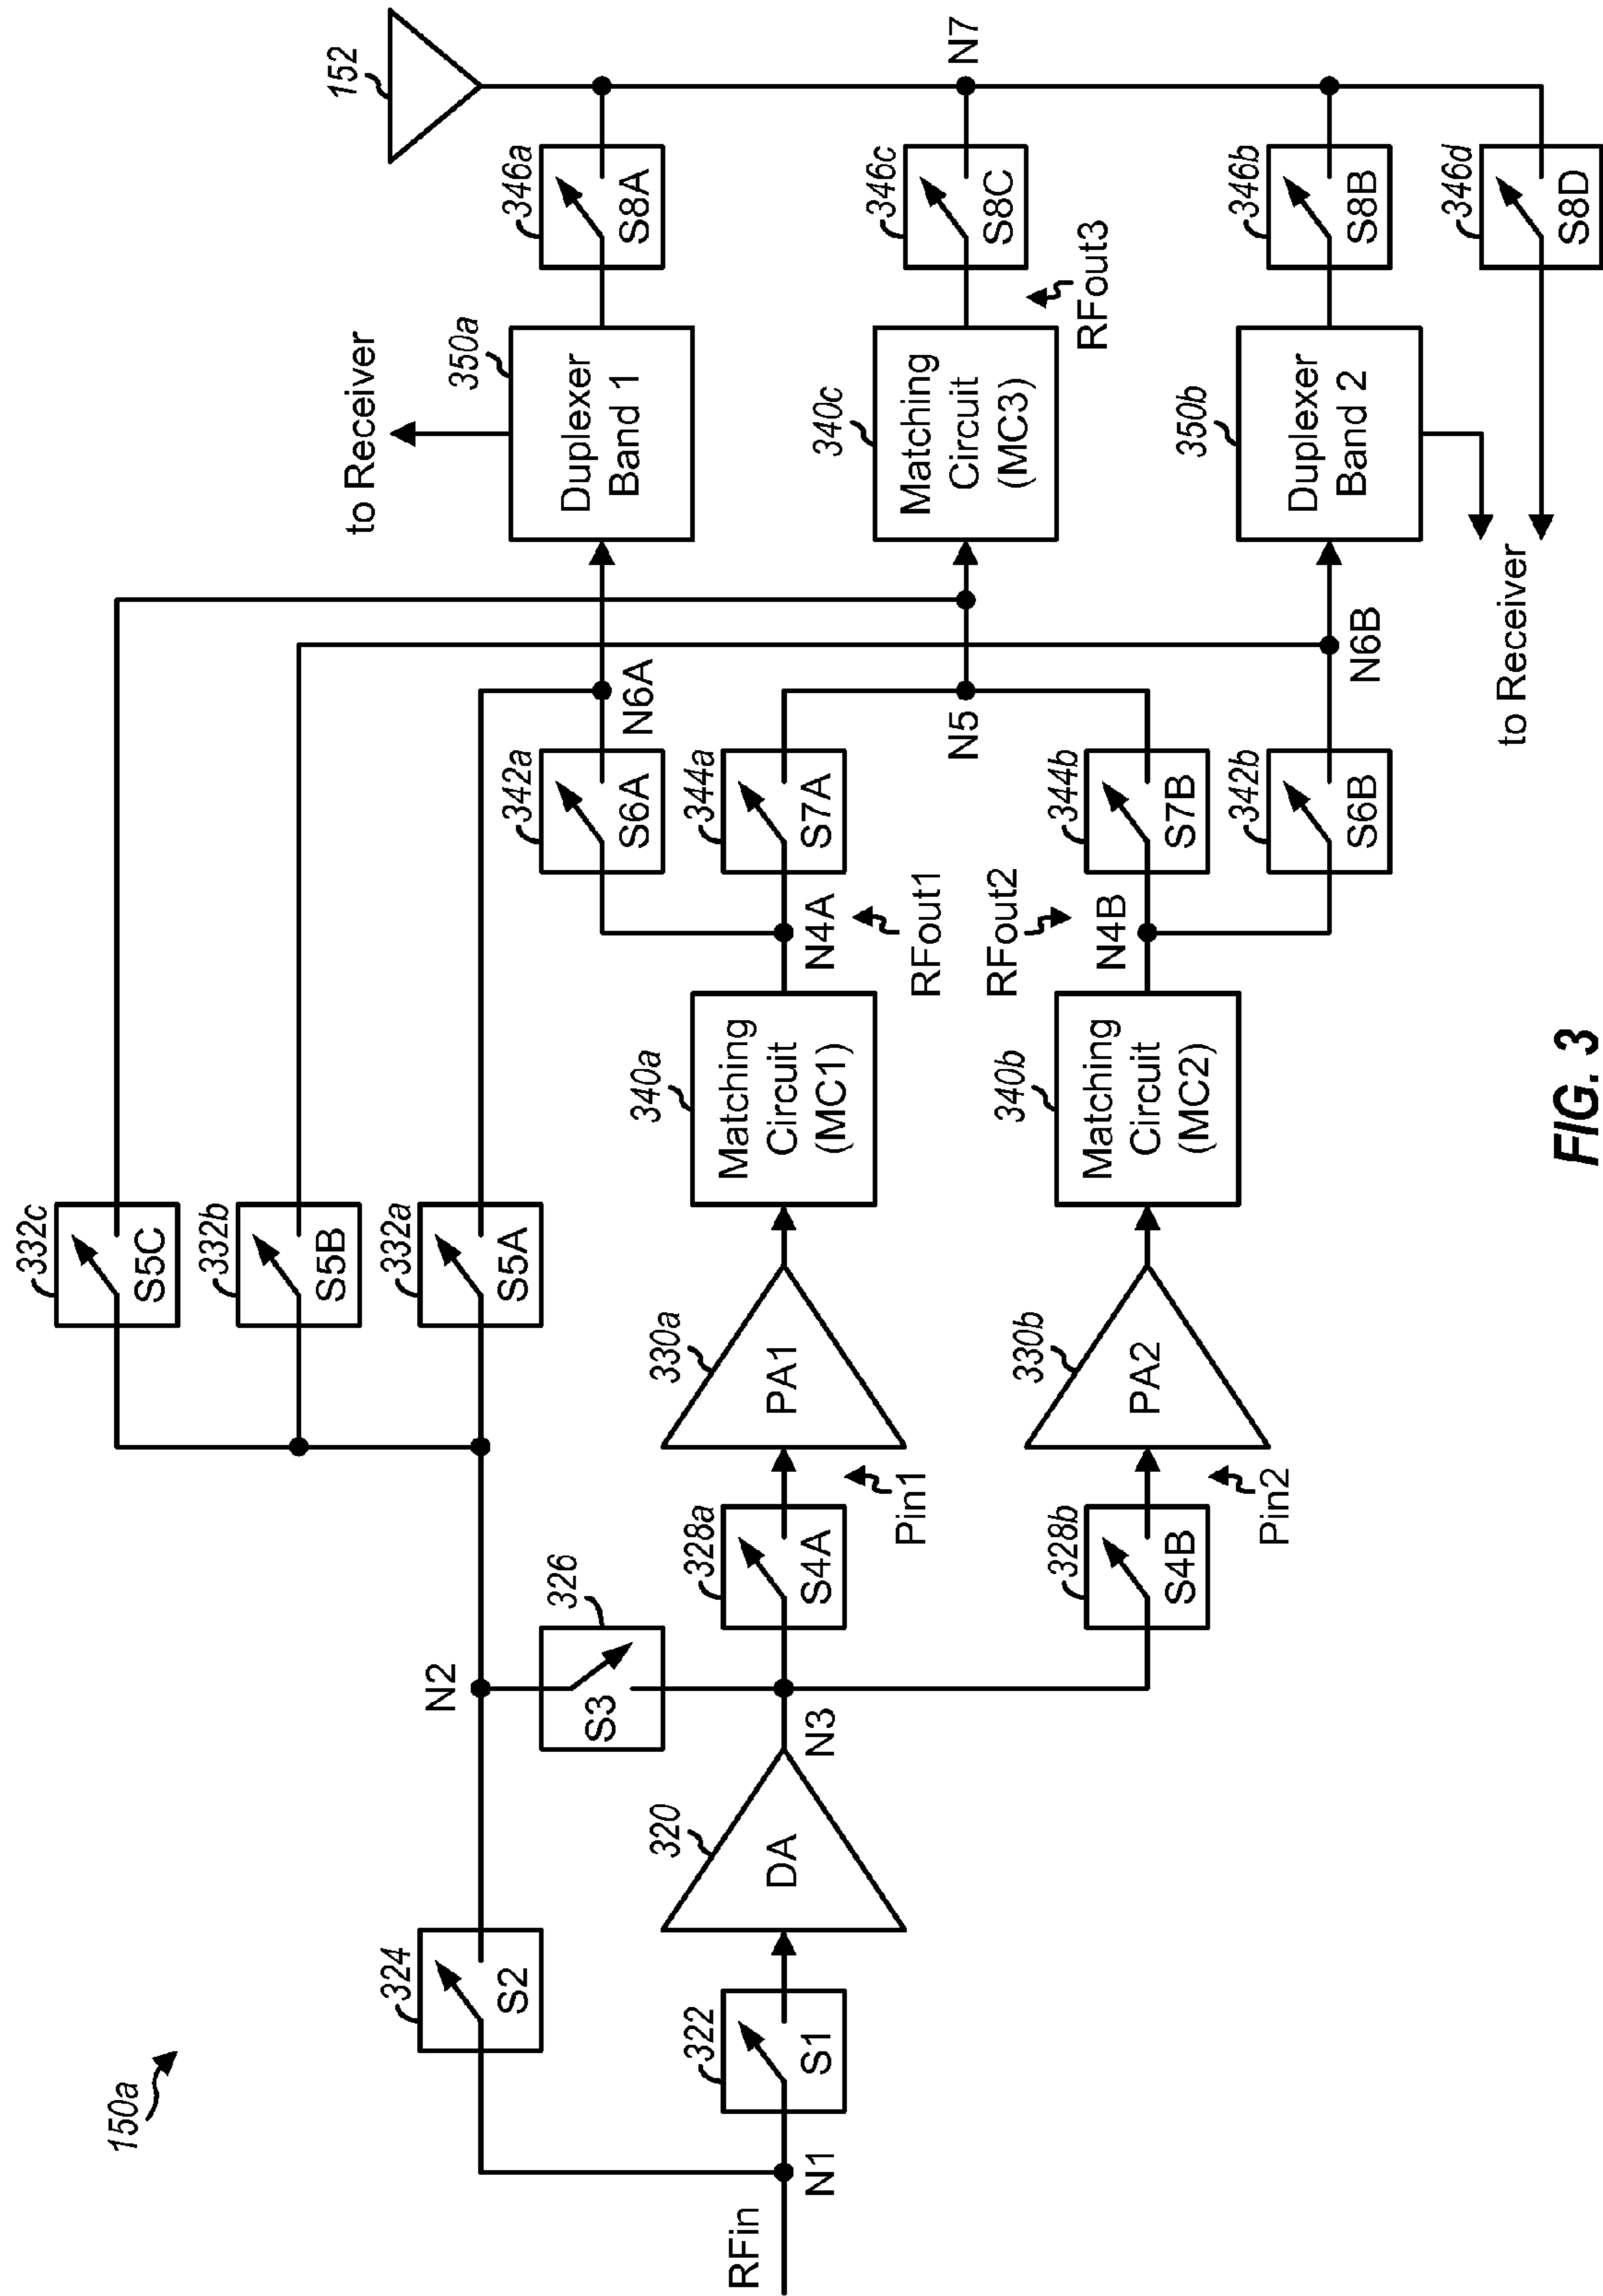 150a
RFin
N1
324
S2
322
S1
320
DA
N2
326
S3
N3
328a
S4A
Pin1
328b
S4B
Pin2
332c
S5C
332b
S5B
332a
S5A
330a
PA1
330b
PA2
340a
Matching
Circuit
(MC1)
340b
Matching
Circuit
(MC2)
N4A
RFout1
RFout2
N4B
342a
S6A
344a
S7A
344b
S7B
342b
S6B
N6A
N5
N6B
to Receiver
350a
Duplexer
Band 1
340c
Matching
Circuit
(MC3)
RFout3
350b
Duplexer
Band 2
to Receiver
346a
S8A
346c
S8C
346b
S8B
346d
S8D
152
N7
FIG. 3